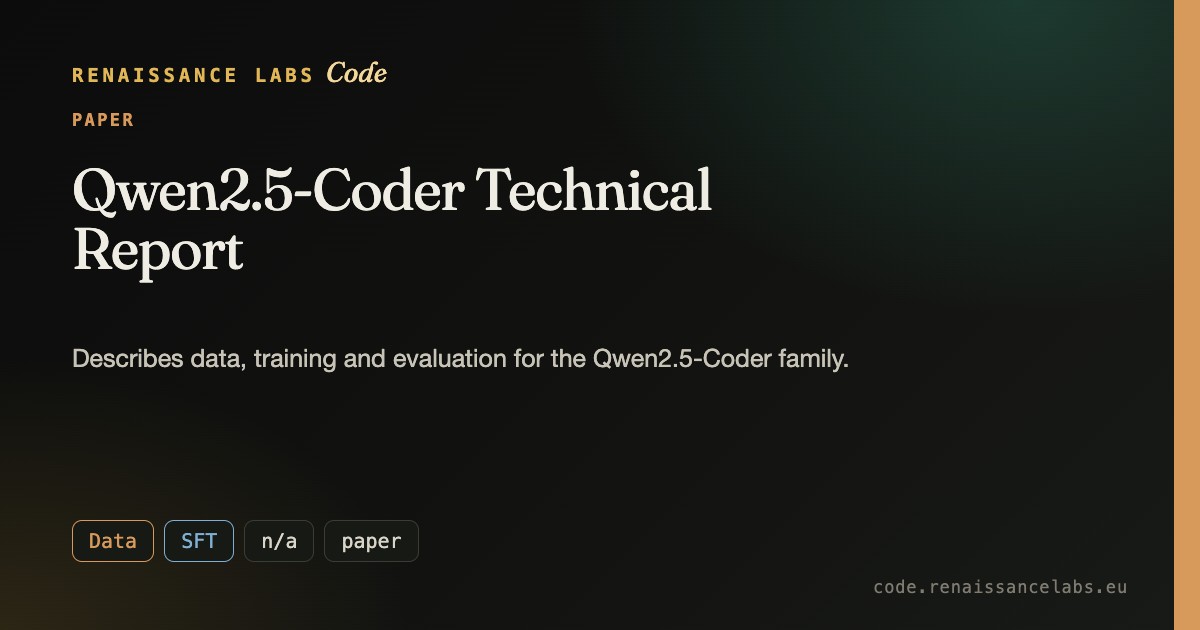 RENAISSANCE LABS Code
PAPER
Qwen2.5-Coder Technical
Report
Describes data, training and evaluation for the Qwen2.5-Coder family.
Data SFT n/a paper
code.renaissancelabs.eu